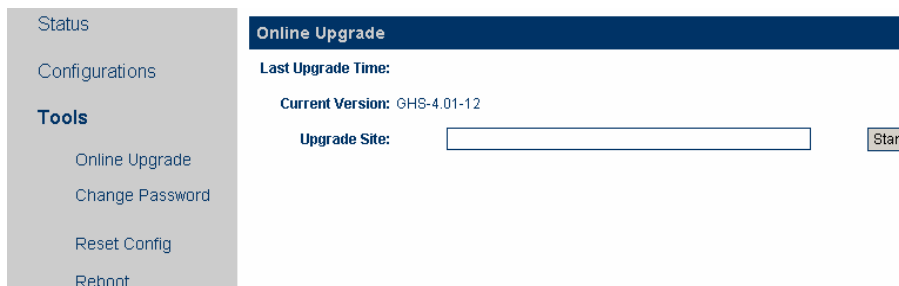 Status
Configurations
Tools
Online Upgrade
Change Password
Reset Config
Reboot
Online Upgrade
Last Upgrade Time:
Current Version: GHS-4.01-12
Upgrade Site:
Star